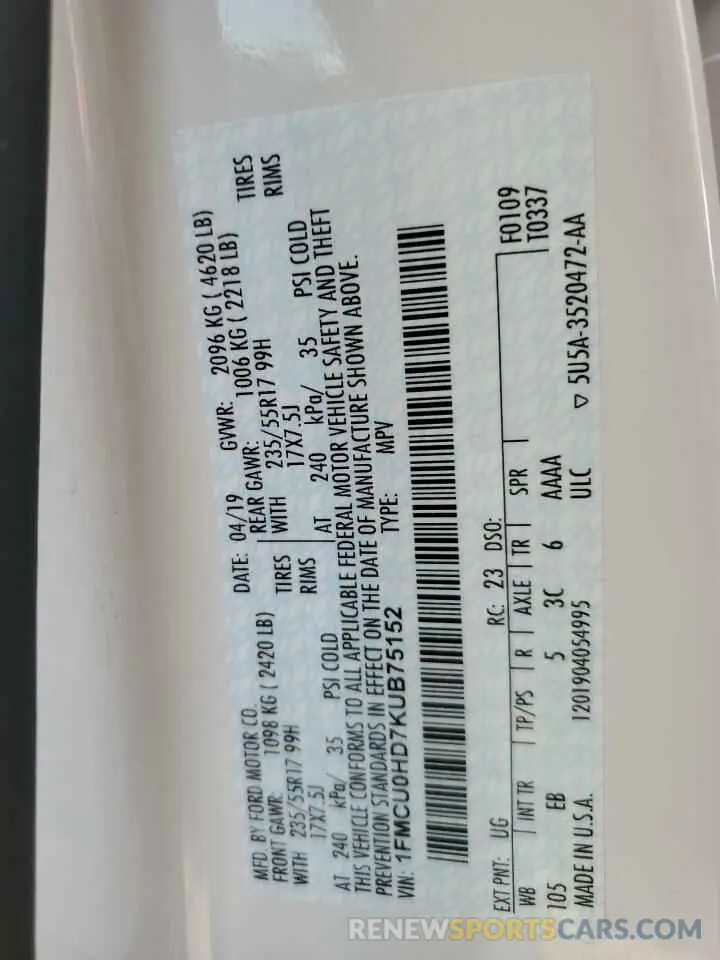 MFD. BY FORD MOTOR CO. DATE: 04/19 GVWR: 2096 KG ( 4620 LB)
FRONT GAWR: 1098 KG ( 2420 LB) REAR GAWR: 1006 KG ( 2218 LB)
WITH 235/55R17 99H TIRES WITH 235/55R17 99H TIRES
17X7.5J RIMS 17X7.5J RIMS
AT 240 kPa/ 35 PSI COLD AT 240 kPa/ 35 PSI COLD
THIS VEHICLE CONFORMS TO ALL APPLICABLE FEDERAL MOTOR VEHICLE SAFETY AND THEFT
PREVENTION STANDARDS IN EFFECT ON THE DATE OF MANUFACTURE SHOWN ABOVE.
VIN: 1FMCU0HD7KUB75152 TYPE: MPV
EXT PNT: UG RC: 23 DSO: F0109
WB INT TR TP/PS R AXLE TR SPR T0337
105 EB 5 3C 6 AAAA
MADE IN U.S.A. 1201904054995 ULC ▽ 5U5A-3520472-AA
RENEWSPORTSCARS.COM